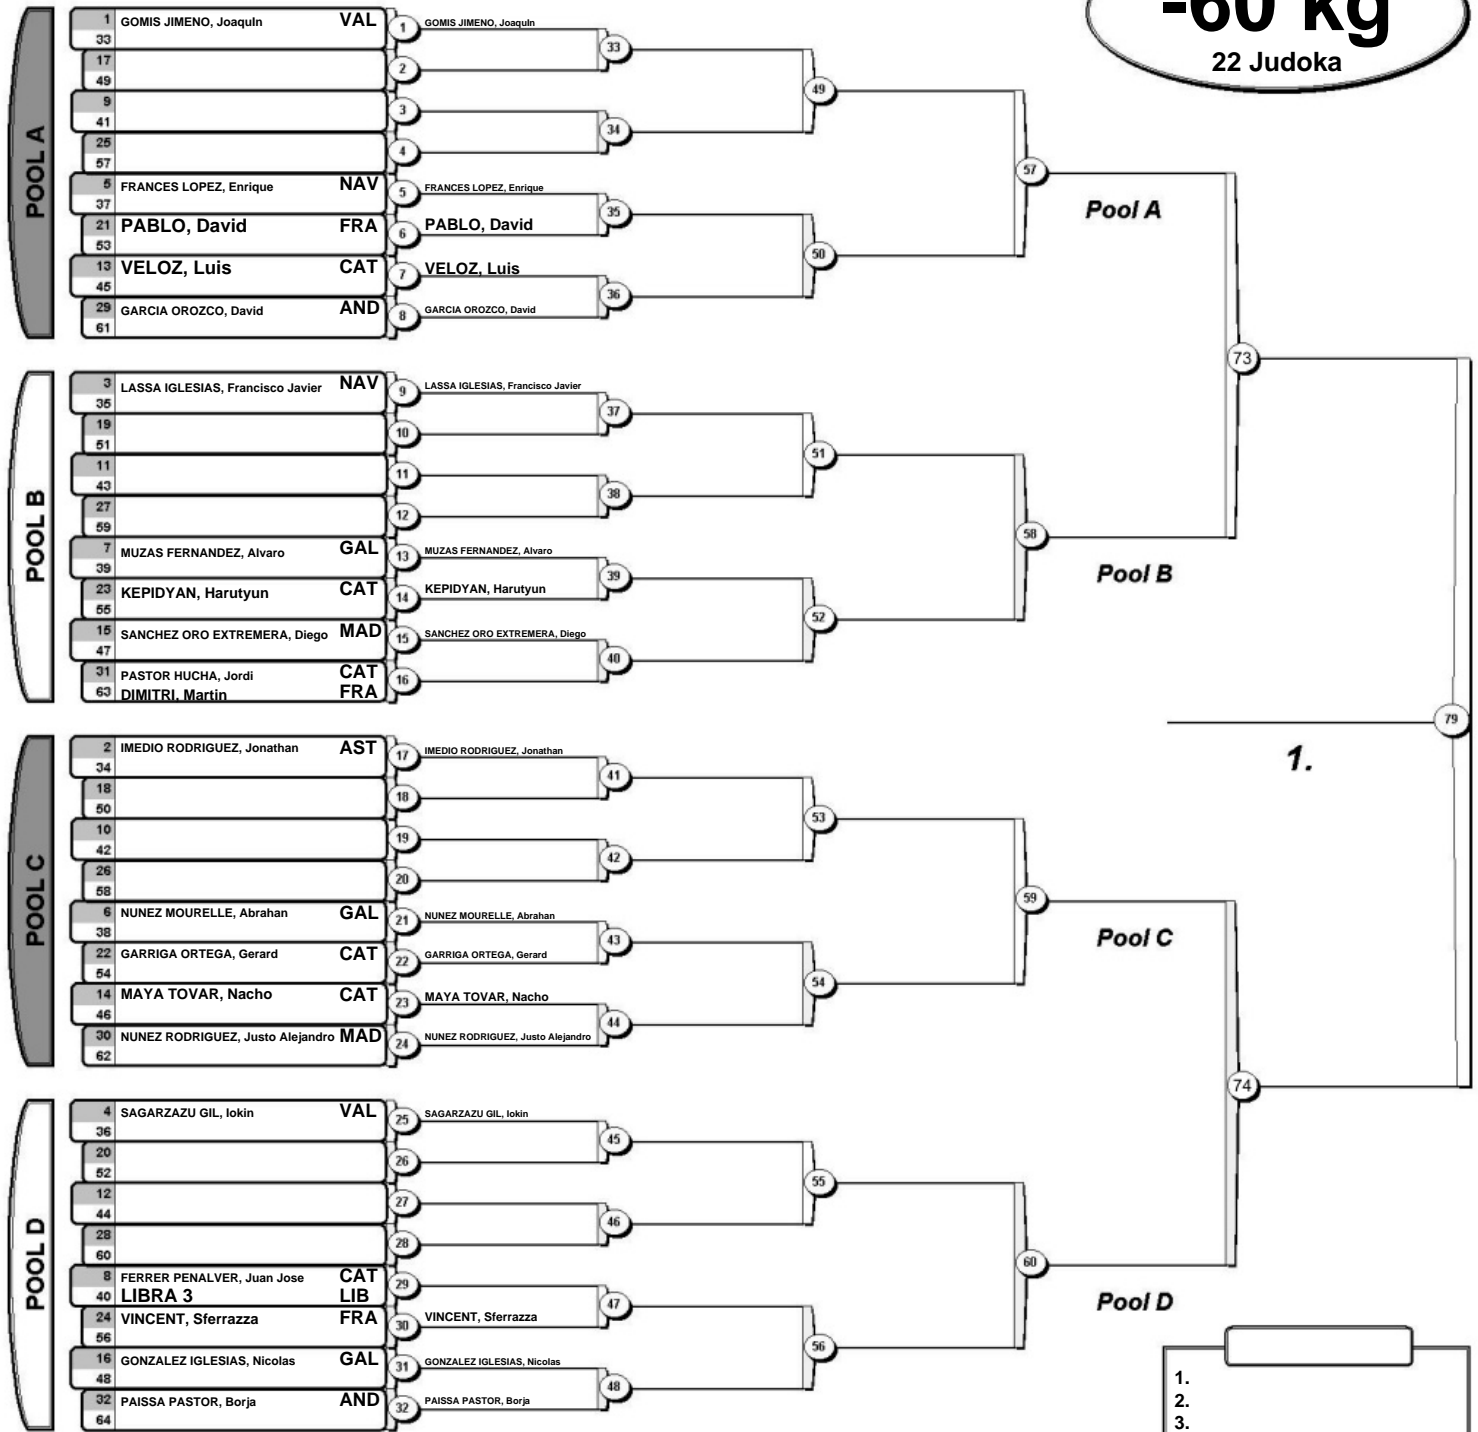 -60 kg
22 Judoka
POOL A
1 GOMIS JIMENO, JoaquIn VAL 1 GOMIS JIMENO, JoaquIn
33
17 2
49
9 3
41
25 4
57
5 FRANCES LOPEZ, Enrique NAV 5 FRANCES LOPEZ, Enrique
37
21 PABLO, David FRA 6 PABLO, David
53
13 VELOZ, Luis CAT 7 VELOZ, Luis
45
29 GARCIA OROZCO, David AND 8 GARCIA OROZCO, David
61
33
34
35
36
49
50
57
Pool A
POOL B
3 LASSA IGLESIAS, Francisco Javier NAV 9 LASSA IGLESIAS, Francisco Javier
35
19 10
51
11 11
43
27 12
59
7 MUZAS FERNANDEZ, Alvaro GAL 13 MUZAS FERNANDEZ, Alvaro
39
23 KEPIDYAN, Harutyun CAT 14 KEPIDYAN, Harutyun
55
15 SANCHEZ ORO EXTREMERA, Diego MAD 15 SANCHEZ ORO EXTREMERA, Diego
47
31 PASTOR HUCHA, Jordi CAT 16
63 DIMITRI, Martin FRA
37
38
39
40
51
52
58
Pool B
73
79
1.
POOL C
2 IMEDIO RODRIGUEZ, Jonathan AST 17 IMEDIO RODRIGUEZ, Jonathan
34
18 18
50
10 19
42
26 20
58
6 NUNEZ MOURELLE, Abrahan GAL 21 NUNEZ MOURELLE, Abrahan
38
22 GARRIGA ORTEGA, Gerard CAT 22 GARRIGA ORTEGA, Gerard
54
14 MAYA TOVAR, Nacho CAT 23 MAYA TOVAR, Nacho
46
30 NUNEZ RODRIGUEZ, Justo Alejandro MAD 24 NUNEZ RODRIGUEZ, Justo Alejandro
62
41
42
43
44
53
54
59
Pool C
74
POOL D
4 SAGARZAZU GIL, Iokin VAL 25 SAGARZAZU GIL, Iokin
36
20 26
52
12 27
44
28 28
60
8 FERRER PENALVER, Juan Jose CAT 29
40 LIBRA 3 LIB
24 VINCENT, Sferrazza FRA 30 VINCENT, Sferrazza
56
16 GONZALEZ IGLESIAS, Nicolas GAL 31 GONZALEZ IGLESIAS, Nicolas
48
32 PAISSA PASTOR, Borja AND 32 PAISSA PASTOR, Borja
64
45
46
47
48
55
56
60
Pool D
1.
2.
3.